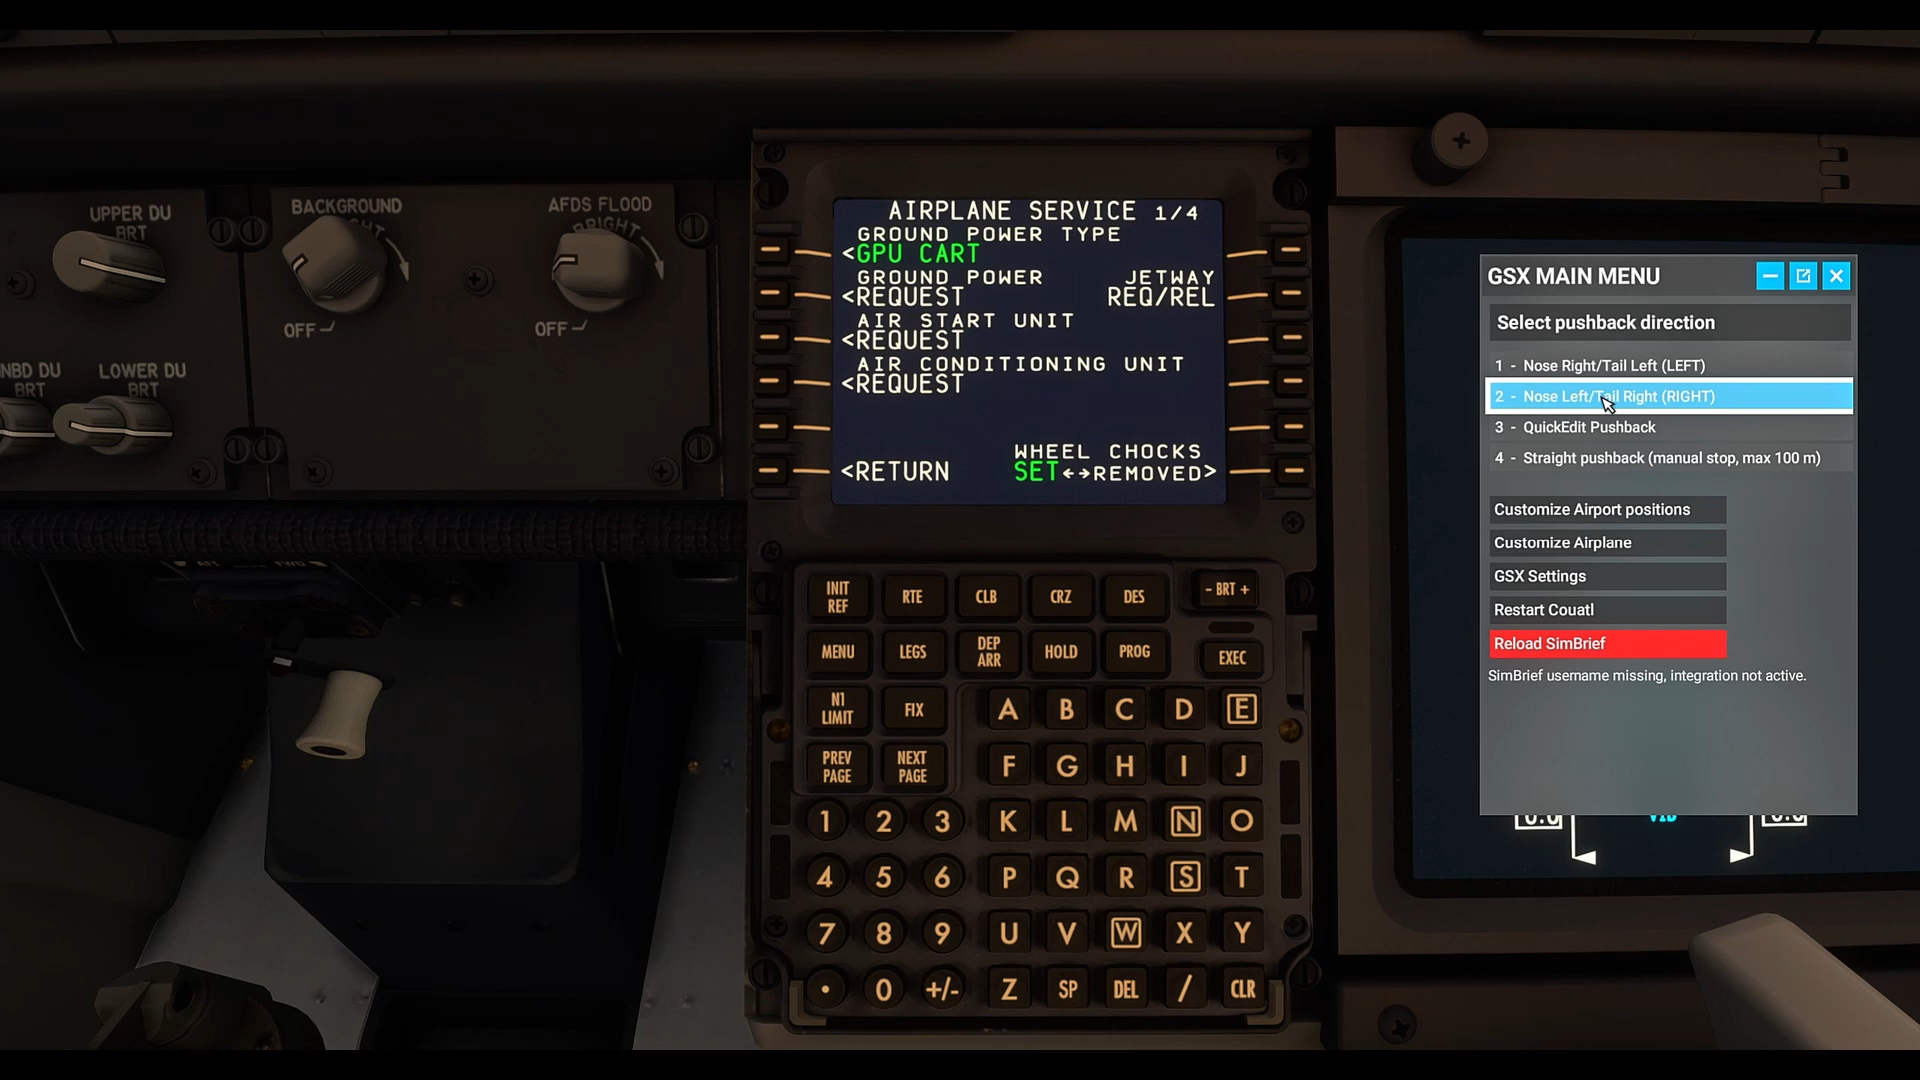 UPPER DU
BRT
BACKGROUND
OFF
AFDS FLOOD
BRIGHT
OFF
BRT
LOWER DU
BRT
AIRPLANE SERVICE 1/4
GROUND POWER TYPE
<GPU CART
GROUND POWER JETWAY
<REQUEST REQ/REL
AIR START UNIT
<REQUEST
AIR CONDITIONING UNIT
<REQUEST
WHEEL CHOCKS
<RETURN SET↔REMOVED>
INIT REF
RTE
CLB
CRZ
DES
- BRT +
MENU
LEGS
DEP ARR
HOLD
PROG
EXEC
N1 LIMIT
FIX
A B C D E
PREV PAGE
NEXT PAGE
F G H I J
1 2 3 K L M N O
4 5 6 P Q R S T
7 8 9 U V W X Y
. 0 +/- Z SP DEL / CLR
GSX MAIN MENU
Select pushback direction
1 - Nose Right/Tail Left (LEFT)
2 - Nose Left/Tail Right (RIGHT)
3 - QuickEdit Pushback
4 - Straight pushback (manual stop, max 100 m)
Customize Airport positions
Customize Airplane
GSX Settings
Restart Couatl
Reload SimBrief
SimBrief username missing, integration not active.